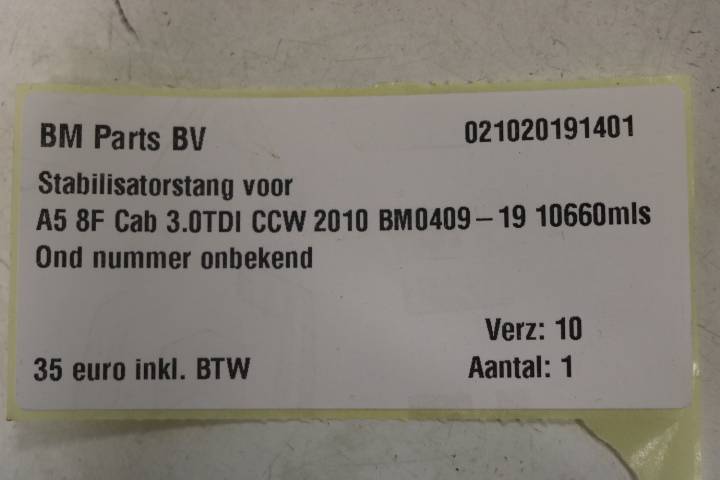 BM Parts BV 021020191401
Stabilisatorstang voor
A5 8F Cab 3.0TDI CCW 2010 BM0409-19 10660mls
Ond nummer onbekend
Verz: 10
35 euro inkl. BTW Aantal: 1